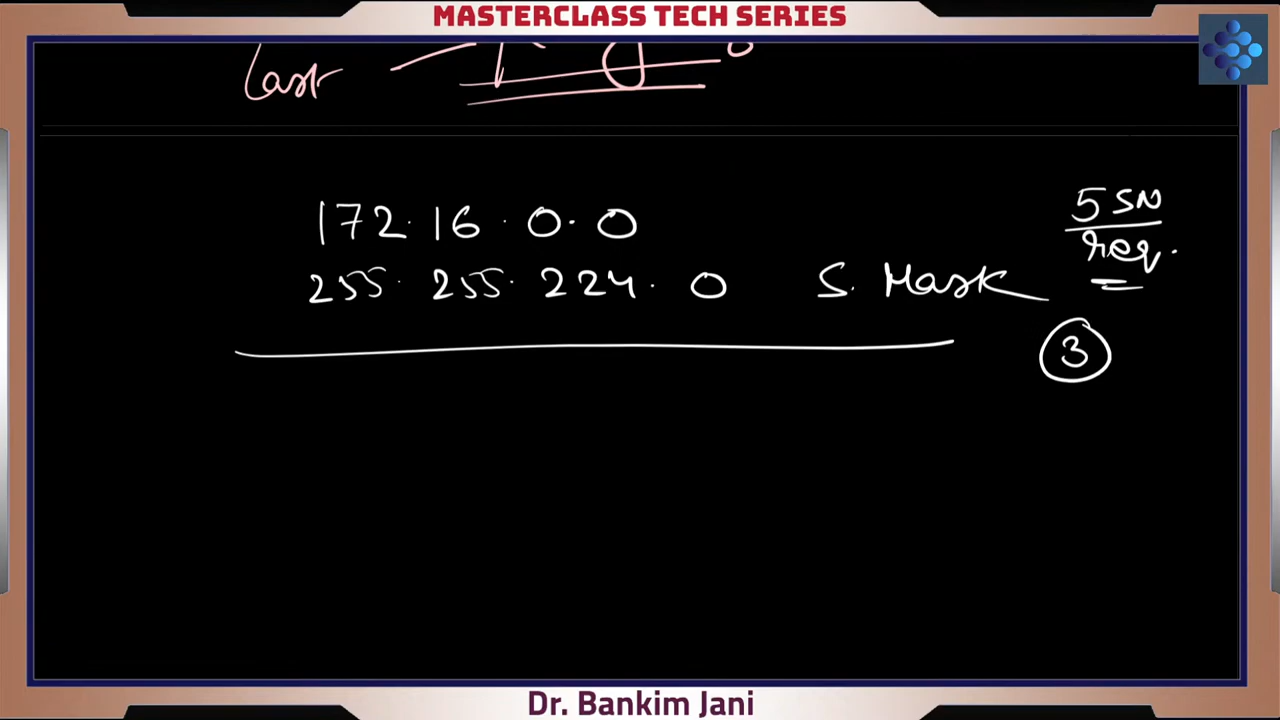 MASTERCLASS TECH SERIES
Last
172.16.0.0
255.255.224.0 S. Mask
5 SN
req.
3
Dr. Bankim Jani